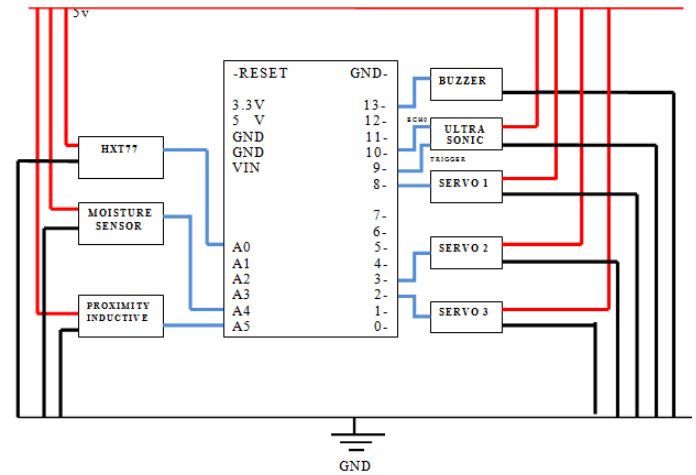 5v
-RESET GND-
3.3V 13-
5 V 12-
GND 11-
GND 10-
VIN 9-
8-
7-
6-
A0 5-
A1 4-
A2 3-
A3 2-
A4 1-
A5 0-
HXT77
MOISTURE
SENSOR
PROXIMITY
INDUCTIVE
BUZZER
ECHO
ULTRA
SONIC
TRIGGER
SERVO 1
SERVO 2
SERVO 3
GND